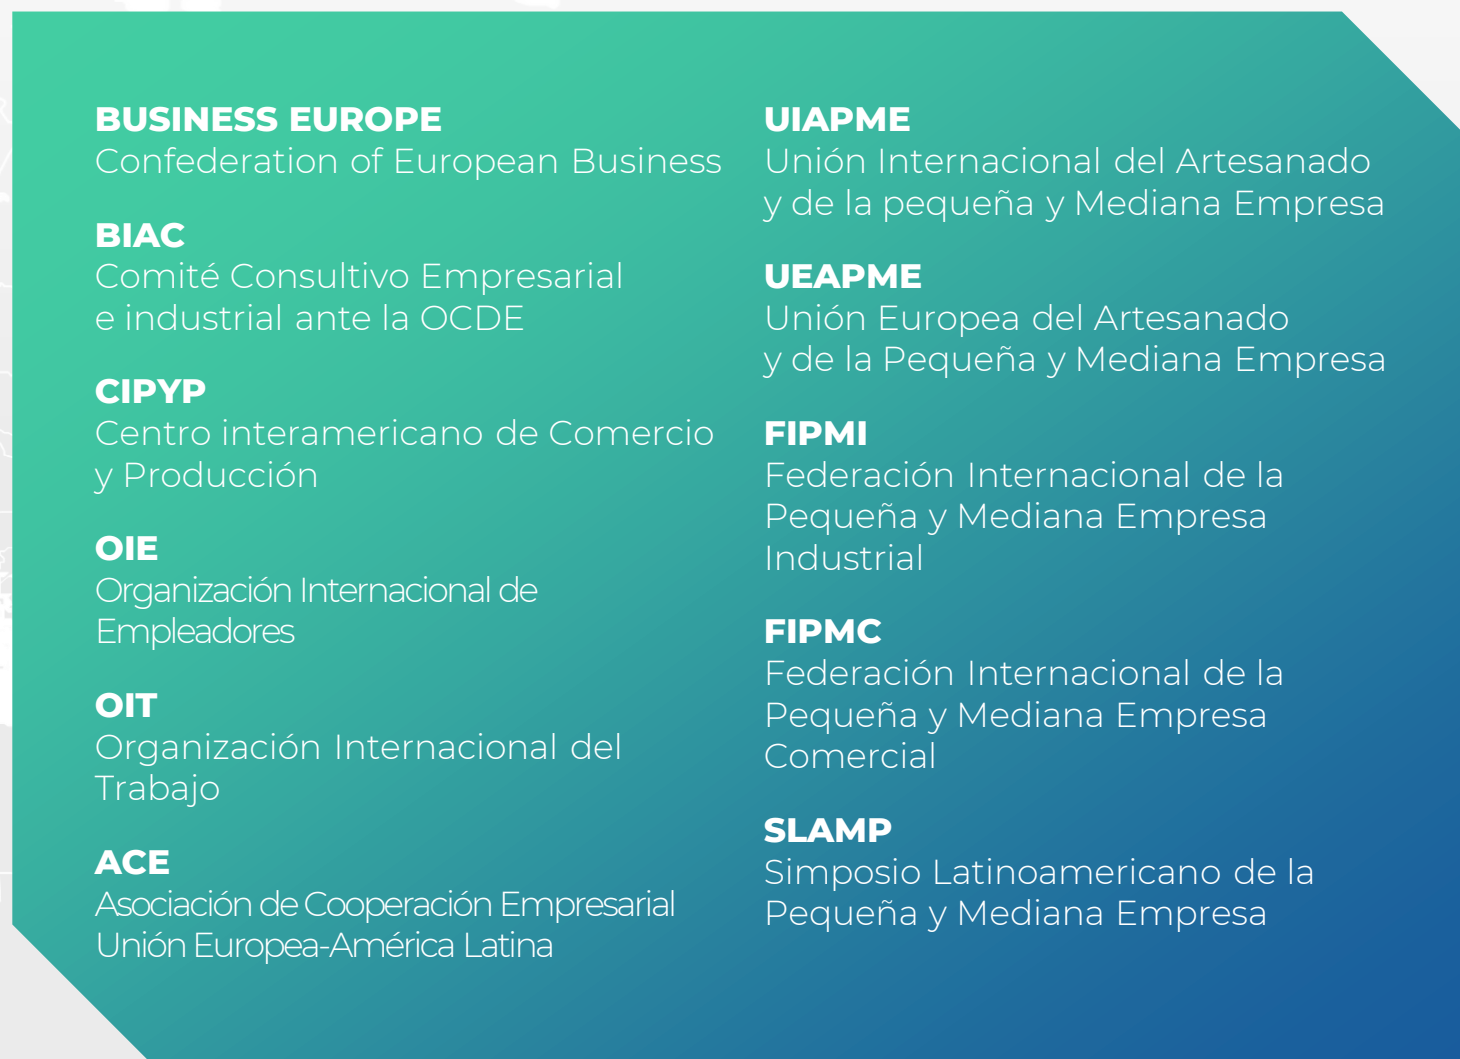 BUSINESS EUROPE
Confederation of European Business
BIAC
Comité Consultivo Empresarial
e industrial ante la OCDE
CIPYP
Centro interamericano de Comercio
y Producción
OIE
Organización Internacional de
Empleadores
OIT
Organización Internacional del
Trabajo
ACE
Asociación de Cooperación Empresarial
Unión Europea-América Latina
UIAPME
Unión Internacional del Artesanado
y de la pequeña y Mediana Empresa
UEAPME
Unión Europea del Artesanado
y de la Pequeña y Mediana Empresa
FIPMI
Federación Internacional de la
Pequeña y Mediana Empresa
Industrial
FIPMC
Federación Internacional de la
Pequeña y Mediana Empresa
Comercial
SLAMP
Simposio Latinoamericano de la
Pequeña y Mediana Empresa